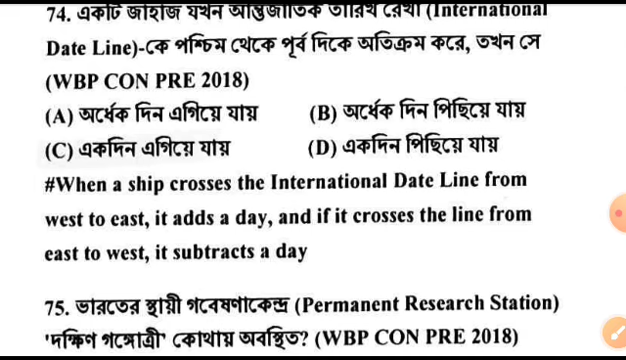 74. একটি জাহাজ যখন আন্তর্জাতিক তারিখ রেখা (International
Date Line)-কে পশ্চিম থেকে পূর্ব দিকে অতিক্রম করে, তখন সে
(WBP CON PRE 2018)
(A) অর্ধেক দিন এগিয়ে যায় (B) অর্ধেক দিন পিছিয়ে যায়
(C) একদিন এগিয়ে যায় (D) একদিন পিছিয়ে যায়
#When a ship crosses the International Date Line from
west to east, it adds a day, and if it crosses the line from
east to west, it subtracts a day
75. ভারতের স্থায়ী গবেষণাকেন্দ্র (Permanent Research Station)
'দক্ষিণ গঙ্গোত্রী' কোথায় অবস্থিত? (WBP CON PRE 2018)